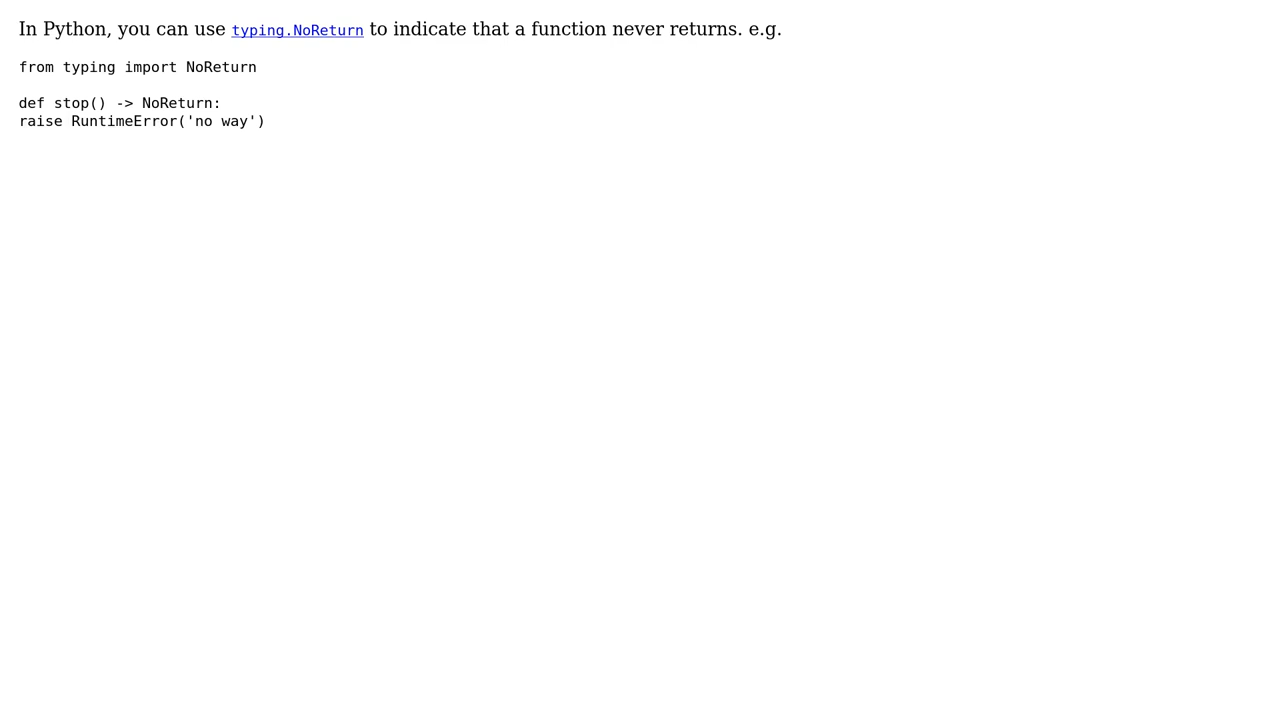 In Python, you can use typing.NoReturn to indicate that a function never returns. e.g.
from typing import NoReturn
def stop() -> NoReturn:
raise RuntimeError('no way')